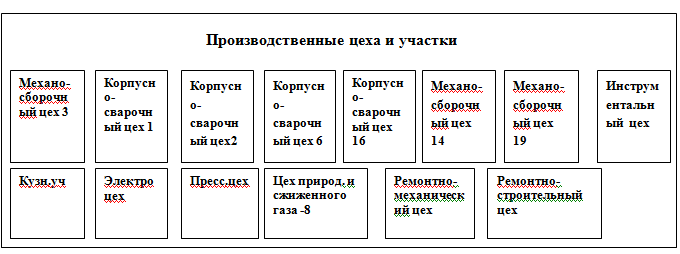 Производственные цеха и участки
Механо-
сборочн
ый цех 3
Корпусн
о-
сварочн
ый цех 1
Корпусн
о-
сварочн
ый цех2
Корпусн
о-
сварочн
ый цех 6
Корпусн
о-
сварочн
ый цех
16
Механо-
сборочн
ый цех
14
Механо-
сборочн
ый цех
19
Инструм
ентальн
ый цех
Кузн.уч
Электро
цех
Пресс.цех
Цех природ. и
сжиженного
газа -8
Ремонтно-
механическ
ий цех
Ремонтно-
строительный
цех